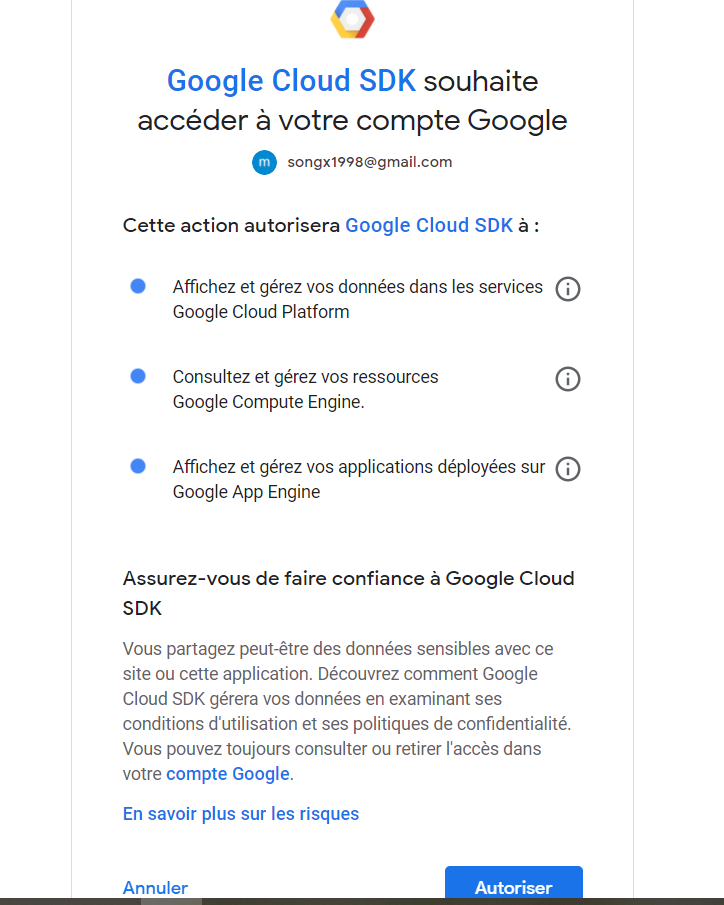 Google Cloud SDK souhaite
accéder à votre compte Google
m songx1998@gmail.com
Cette action autorisera Google Cloud SDK à :
Affichez et gérez vos données dans les services
Google Cloud Platform
Consultez et gérez vos ressources
Google Compute Engine.
Affichez et gérez vos applications déployées sur
Google App Engine
Assurez-vous de faire confiance à Google Cloud
SDK
Vous partagez peut-être des données sensibles avec ce
site ou cette application. Découvrez comment Google
Cloud SDK gérera vos données en examinant ses
conditions d'utilisation et ses politiques de confidentialité.
Vous pouvez toujours consulter ou retirer l'accès dans
votre compte Google.
En savoir plus sur les risques
Annuler Autoriser